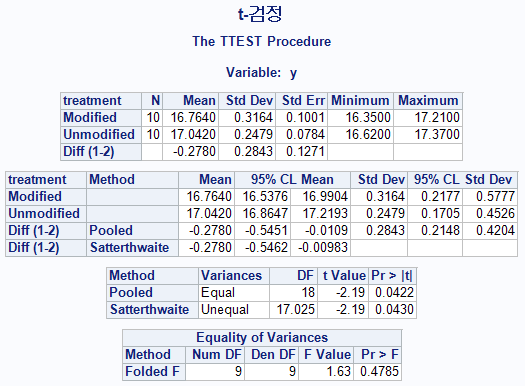 t-검정
The TTEST Procedure
Variable: y
treatment N Mean Std Dev Std Err Minimum Maximum
Modified 10 16.7640 0.3164 0.1001 16.3500 17.2100
Unmodified 10 17.0420 0.2479 0.0784 16.6200 17.3700
Diff (1-2) -0.2780 0.2843 0.1271
treatment Method Mean 95% CL Mean Std Dev 95% CL Std Dev
Modified 16.7640 16.5376 16.9904 0.3164 0.2177 0.5777
Unmodified 17.0420 16.8647 17.2193 0.2479 0.1705 0.4526
Diff (1-2) Pooled -0.2780 -0.5451 -0.0109 0.2843 0.2148 0.4204
Diff (1-2) Satterthwaite -0.2780 -0.5462 -0.00983
Method Variances DF t Value Pr > |t|
Pooled Equal 18 -2.19 0.0422
Satterthwaite Unequal 17.025 -2.19 0.0430
Equality of Variances
Method Num DF Den DF F Value Pr > F
Folded F 9 9 1.63 0.4785